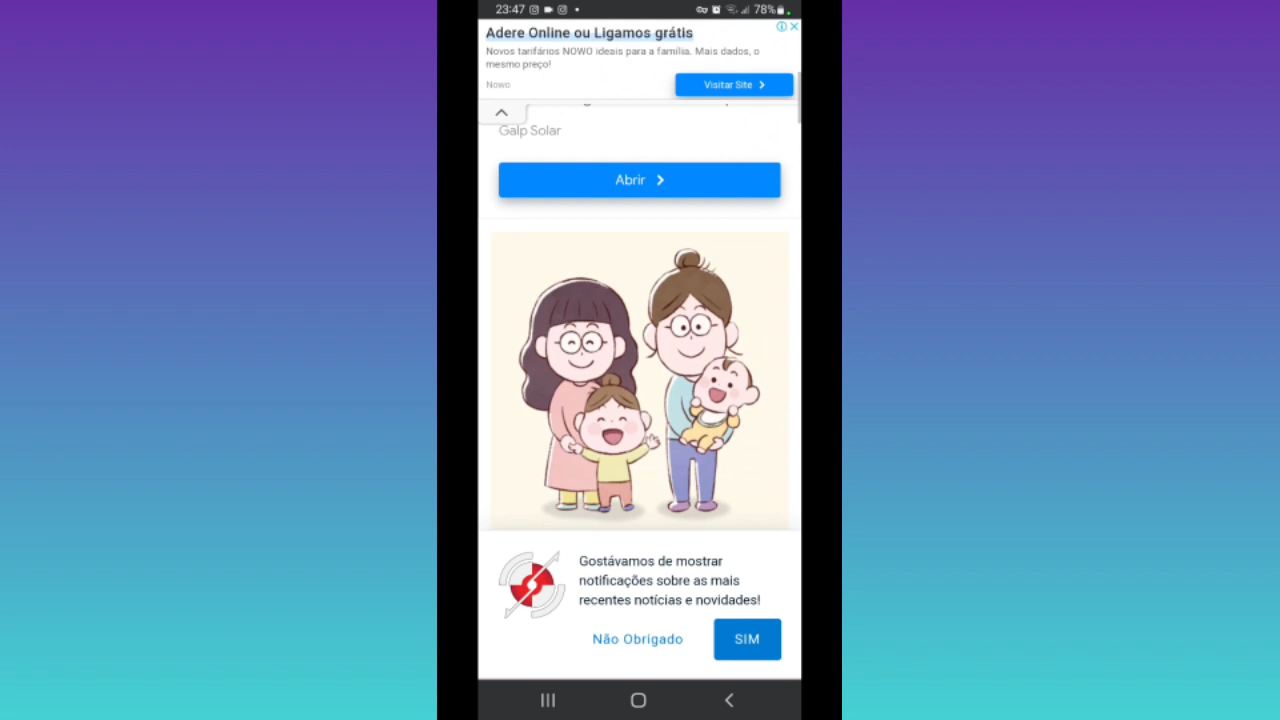 23:47
78%
Adere Online ou Ligamos grátis
Novos tarifários NOWO ideais para a família. Mais dados, o
mesmo preço!
Nowo
Visitar Site
Galp Solar
Abrir
Gostávamos de mostrar
notificações sobre as mais
recentes notícias e novidades!
Não Obrigado
SIM